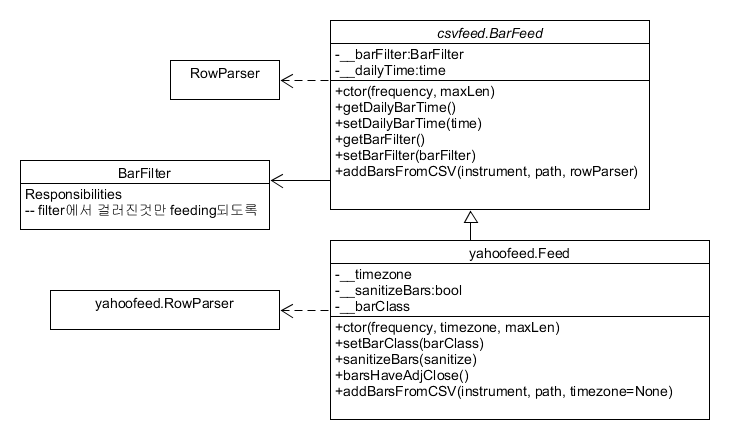 csvfeed.BarFeed
-__barFilter:BarFilter
-__dailyTime:time
+ctor(frequency, maxLen)
+getDailyBarTime()
+setDailyBarTime(time)
+getBarFilter()
+setBarFilter(barFilter)
+addBarsFromCSV(instrument, path, rowParser)
RowParser
BarFilter
Responsibilities
-- filter에서 걸러진것만 feeding되도록
yahoofeed.Feed
-__timezone
-__sanitizeBars:bool
-__barClass
+ctor(frequency, timezone, maxLen)
+setBarClass(barClass)
+sanitizeBars(sanitize)
+barsHaveAdjClose()
+addBarsFromCSV(instrument, path, timezone=None)
yahoofeed.RowParser